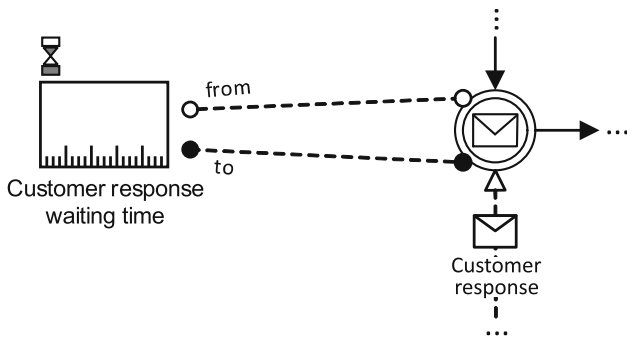 from
to
Customer response
waiting time
Customer
response
...
...
...